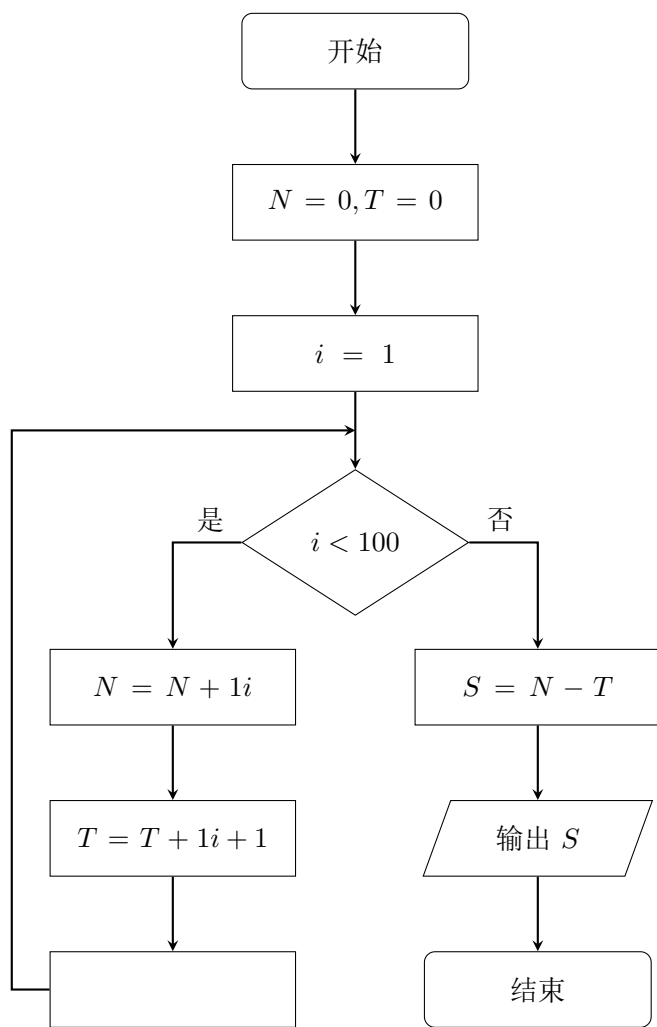 开始
N = 0, T = 0
i = 1
是
i < 100
否
N = N + 1i
S = N − T
T = T + 1i + 1
输出 S
结束